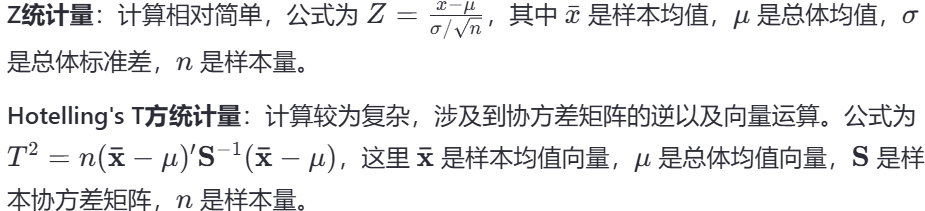 Z统计量：计算相对简单，公式为 $Z = \frac{\bar{x}-\mu}{\sigma/\sqrt{n}}$，其中 $\bar{x}$ 是样本均值，$\mu$ 是总体均值，$\sigma$
是总体标准差，$n$ 是样本量。
Hotelling's T方统计量：计算较为复杂，涉及到协方差矩阵的逆以及向量运算。公式为
$T^2 = n(\bar{\mathbf{x}} - \mu)'\mathbf{S}^{-1}(\bar{\mathbf{x}} - \mu)$，这里 $\bar{\mathbf{x}}$ 是样本均值向量，$\mu$ 是总体均值向量，$\mathbf{S}$ 是样
本协方差矩阵，$n$ 是样本量。